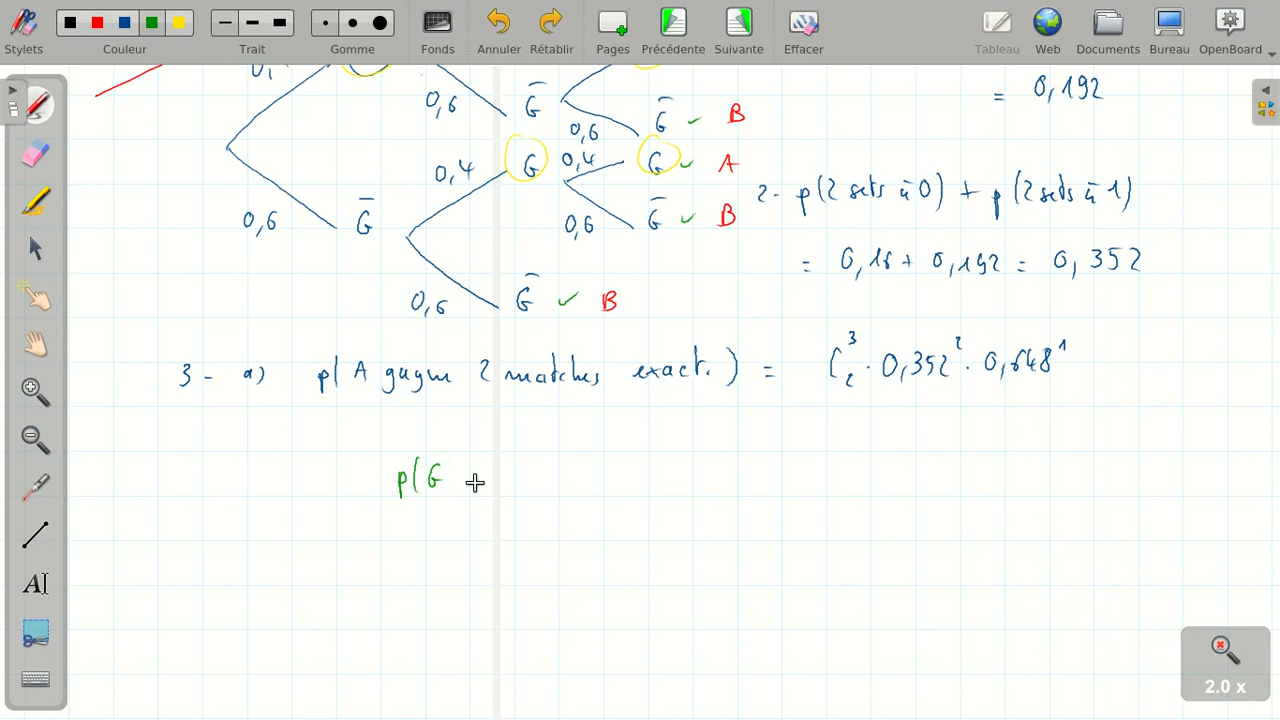 Stylets Couleur Trait Gomme Fonds Annuler Rétablir Pages Précédente Suivante Effacer Tableau Web Documents Bureau OpenBoard
0,6 G̅
0,6 G̅ B
0,4 G 0,4 G A
0,6 G̅ 0,6 G̅ B
0,6 G̅ B
= 0,192
2- p(2 sets à 0) + p(2 sets à 1)
= 0,16 + 0,192 = 0,352
3- a) p( A gagne 2 matches exact. ) = C³₂ · 0,352² · 0,648¹
p(G
2.0 x